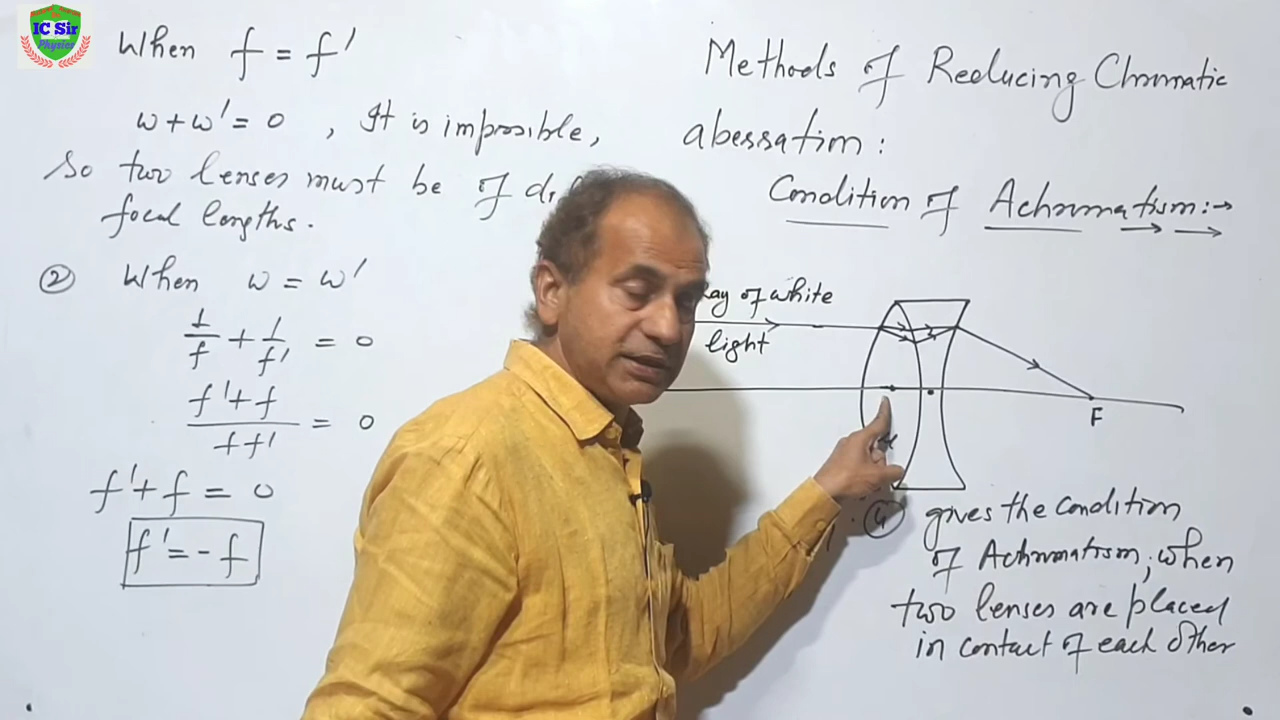 IC Sir
Physics
When f = f'
w + w' = 0 , It is impossible,
So two lenses must be of
focal lengths.
② When w = w'
1/f + 1/f' = 0
f' + f / f f' = 0
f' + f = 0
f' = - f
Methods of Reducing Chromatic
aberration:
Condition of Achromatism:→
→ →
Ray of white
light
F
④ gives the Condition
of Achromatism, when
two lenses are placed
in contact of each other